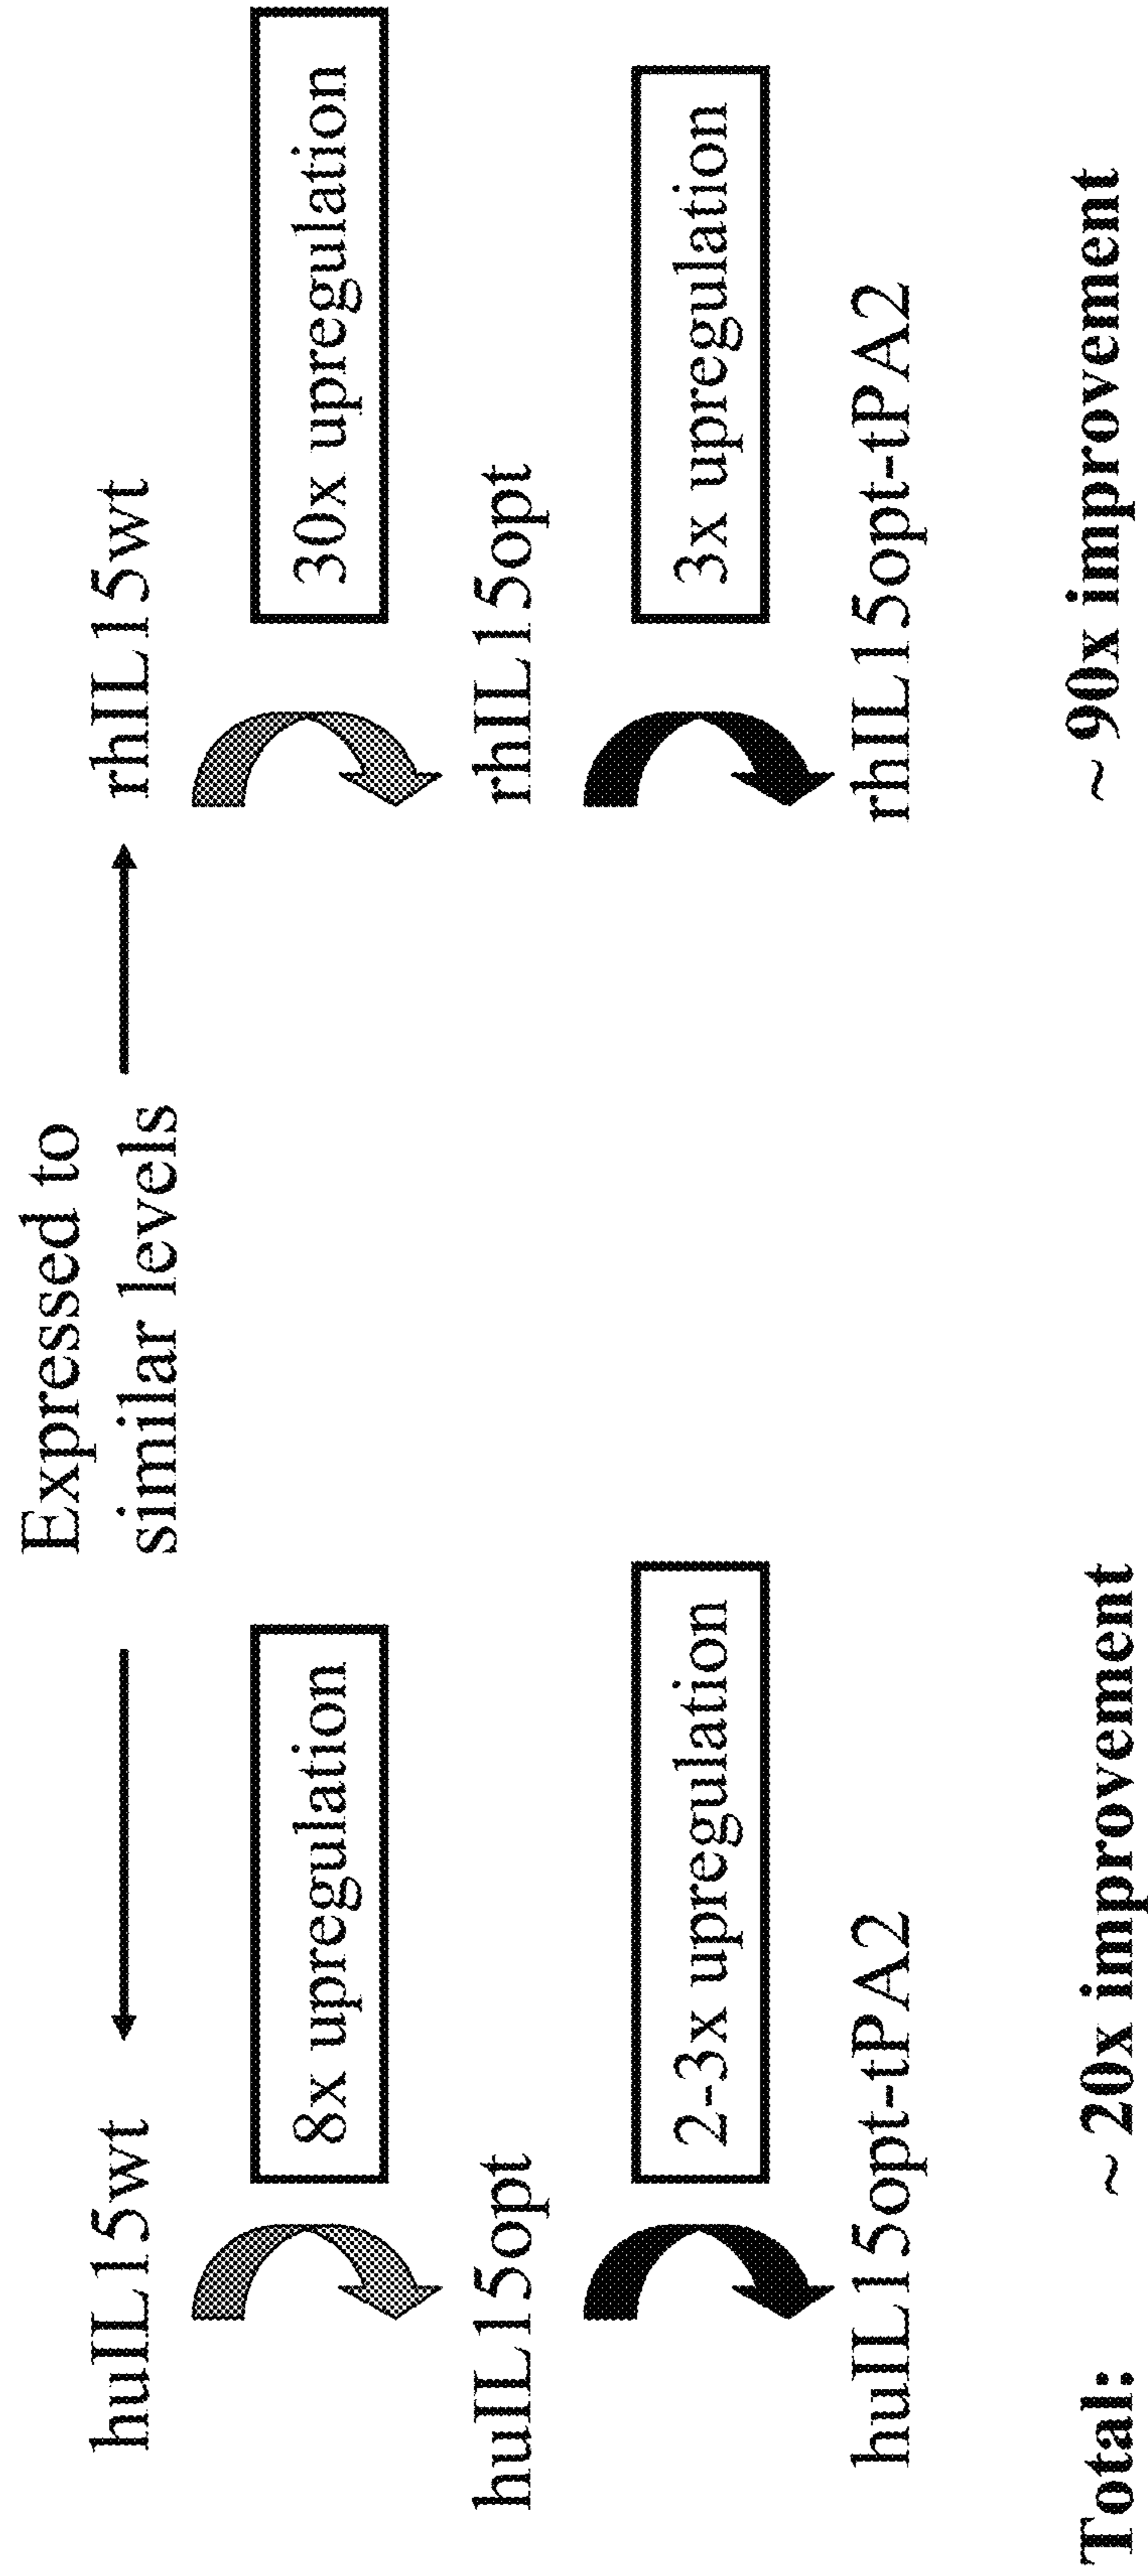 Expressed to
similar levels
huIL15wt
rhIL15wt
8x upregulation
30x upregulation
huIL15opt
rhIL15opt
2-3x upregulation
3x upregulation
huIL15opt-tPA2
rhIL15opt-tPA2
Total: ~ 20x improvement ~ 90x improvement